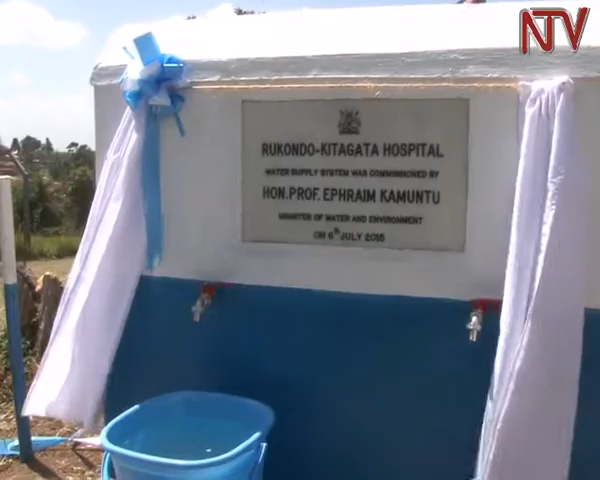 NTV
RUKONDO-KITAGATA HOSPITAL
WATER SUPPLY SYSTEM WAS COMMISSIONED BY
HON.PROF. EPHRAIM KAMUNTU
MINISTER OF WATER AND ENVIRONMENT
ON 6th JULY 2015